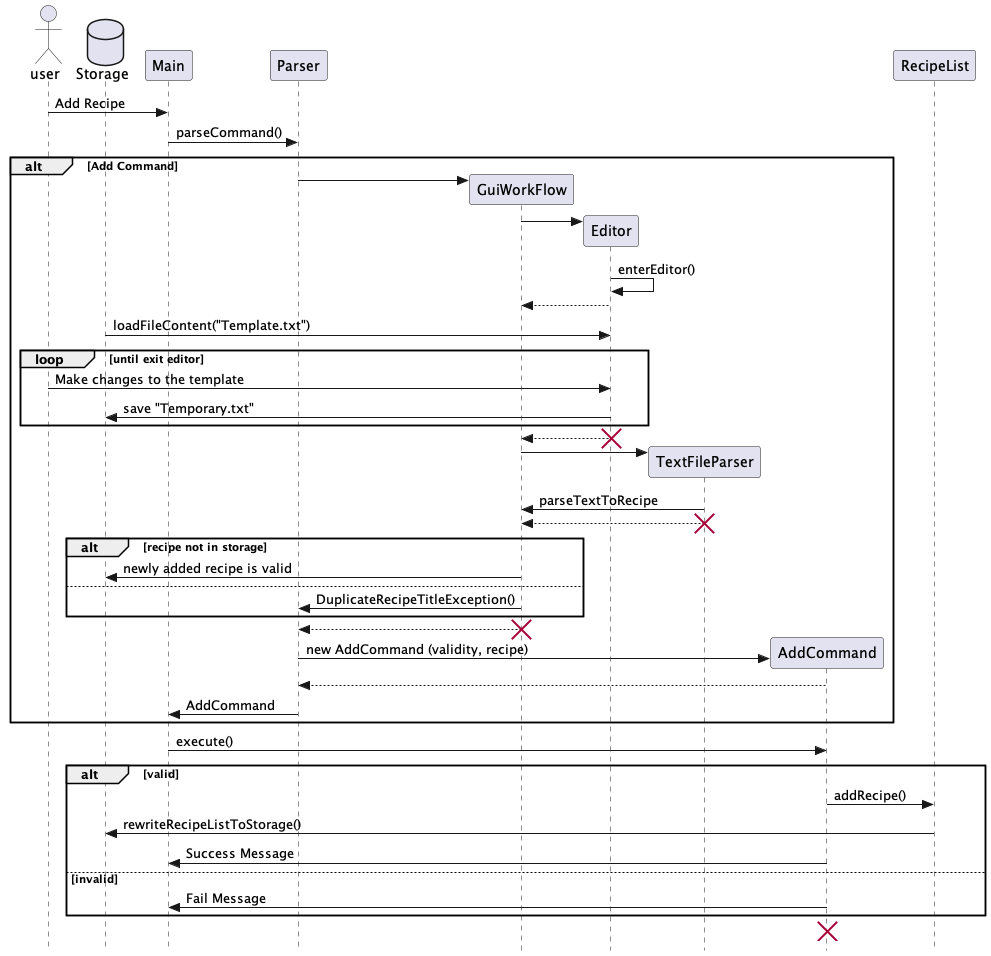 user
Storage
Main
Parser
RecipeList
Add Recipe
parseCommand()
alt
[Add Command]
GuiWorkFlow
Editor
enterEditor()
loadFileContent("Template.txt")
loop
[until exit editor]
Make changes to the template
save "Temporary.txt"
TextFileParser
parseTextToRecipe
alt
[recipe not in storage]
newly added recipe is valid
DuplicateRecipeTitleException()
new AddCommand (validity, recipe)
AddCommand
AddCommand
execute()
alt
[valid]
addRecipe()
rewriteRecipeListToStorage()
Success Message
[invalid]
Fail Message